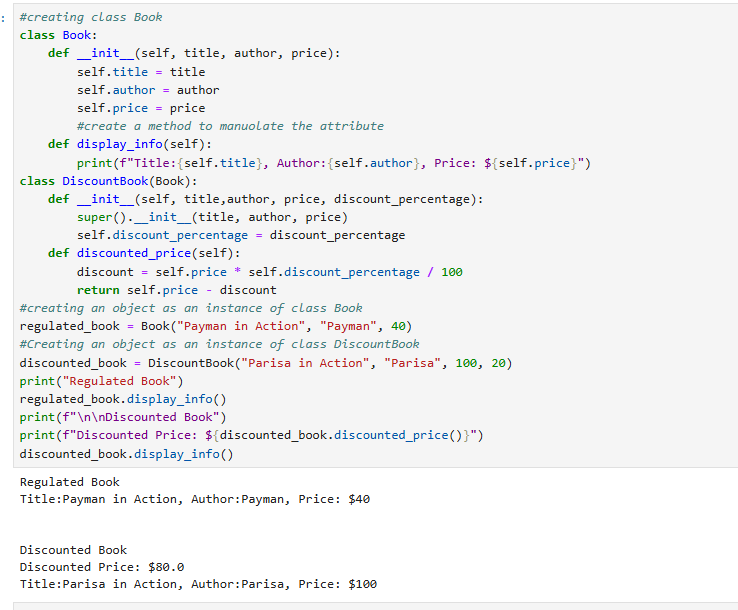 :
#creating class Book
class Book:
    def __init__(self, title, author, price):
        self.title = title
        self.author = author
        self.price = price
        #create a method to manuolate the attribute
    def display_info(self):
        print(f"Title:{self.title}, Author:{self.author}, Price: ${self.price}")
class DiscountBook(Book):
    def __init__(self, title,author, price, discount_percentage):
        super().__init__(title, author, price)
        self.discount_percentage = discount_percentage
    def discounted_price(self):
        discount = self.price * self.discount_percentage / 100
        return self.price - discount
#creating an object as an instance of class Book
regulated_book = Book("Payman in Action", "Payman", 40)
#Creating an object as an instance of class DiscountBook
discounted_book = DiscountBook("Parisa in Action", "Parisa", 100, 20)
print("Regulated Book")
regulated_book.display_info()
print(f"\n\nDiscounted Book")
print(f"Discounted Price: ${discounted_book.discounted_price()}")
discounted_book.display_info()
Regulated Book
Title:Payman in Action, Author:Payman, Price: $40
Discounted Book
Discounted Price: $80.0
Title:Parisa in Action, Author:Parisa, Price: $100